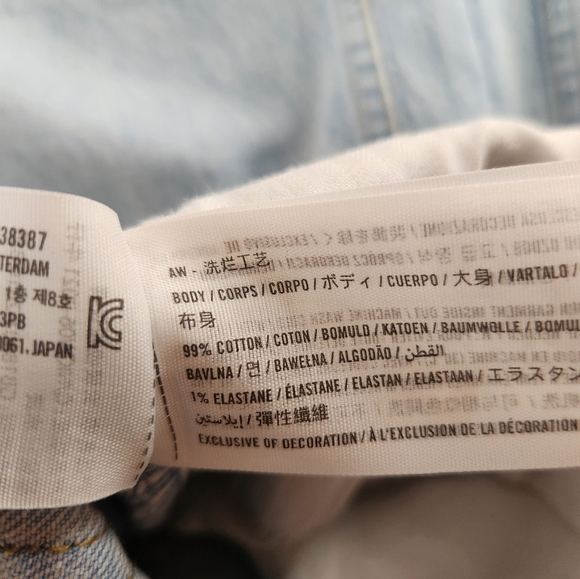 38387
TERDAM
1층 제8호
3PB
0061. JAPAN
AW - 洗烂工艺
BODY / CORPS / CORPO / ボディ / CUERPO / 大身 / VARTALO /
布身
99% COTTON / COTON / BOMULD / KATOEN / BAUMWOLLE / BOMUL
BAVLNA / 면 / BAWEŁNA / ALGODÃO / القطن
1% ELASTANE / ÉLASTANE / ELASTAN / ELASTAAN / エラスタン
إيلاستين / 彈性纖維
EXCLUSIVE OF DECORATION / À L'EXCLUSION DE LA DÉCORATION